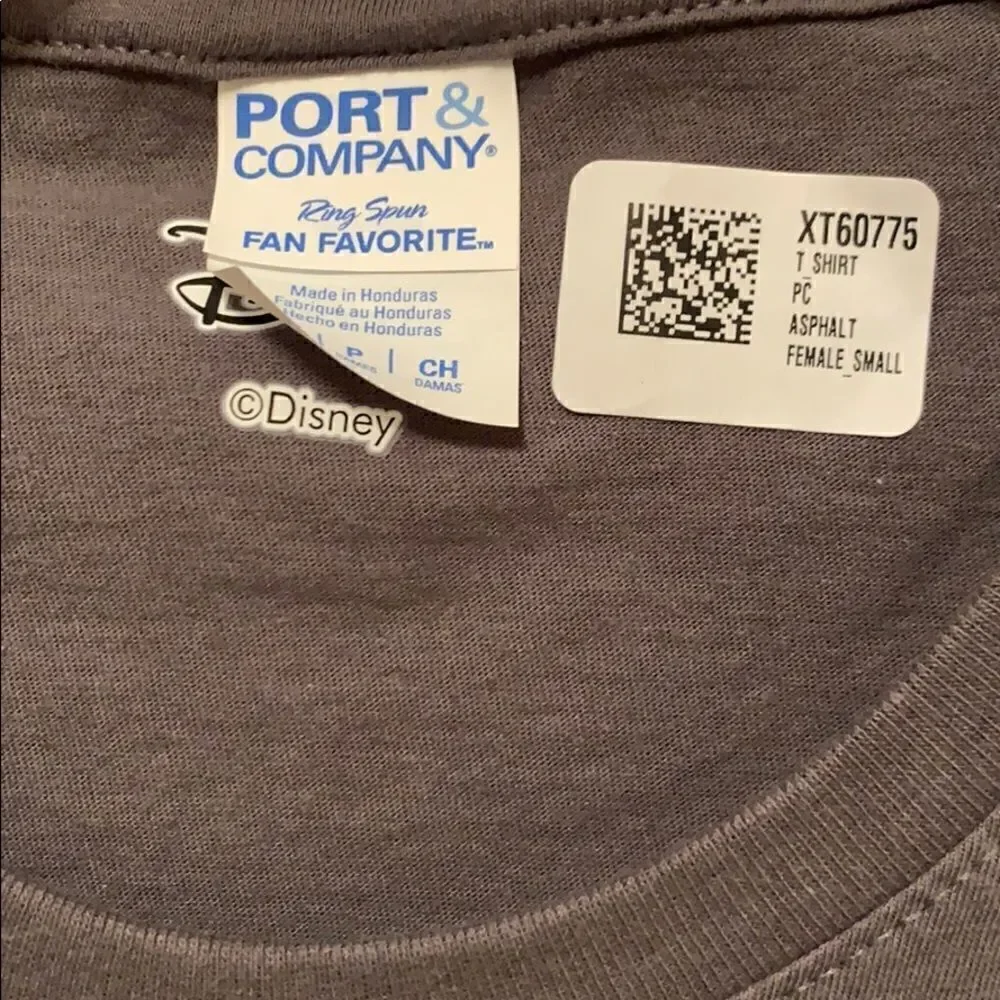 PORT &
COMPANY®
Ring Spun
FAN FAVORITE™
Made in Honduras
Fabriqué au Honduras
Hecho en Honduras
P | CH
DAMAS
©Disney
XT60775
T_SHIRT
PC
ASPHALT
FEMALE_SMALL